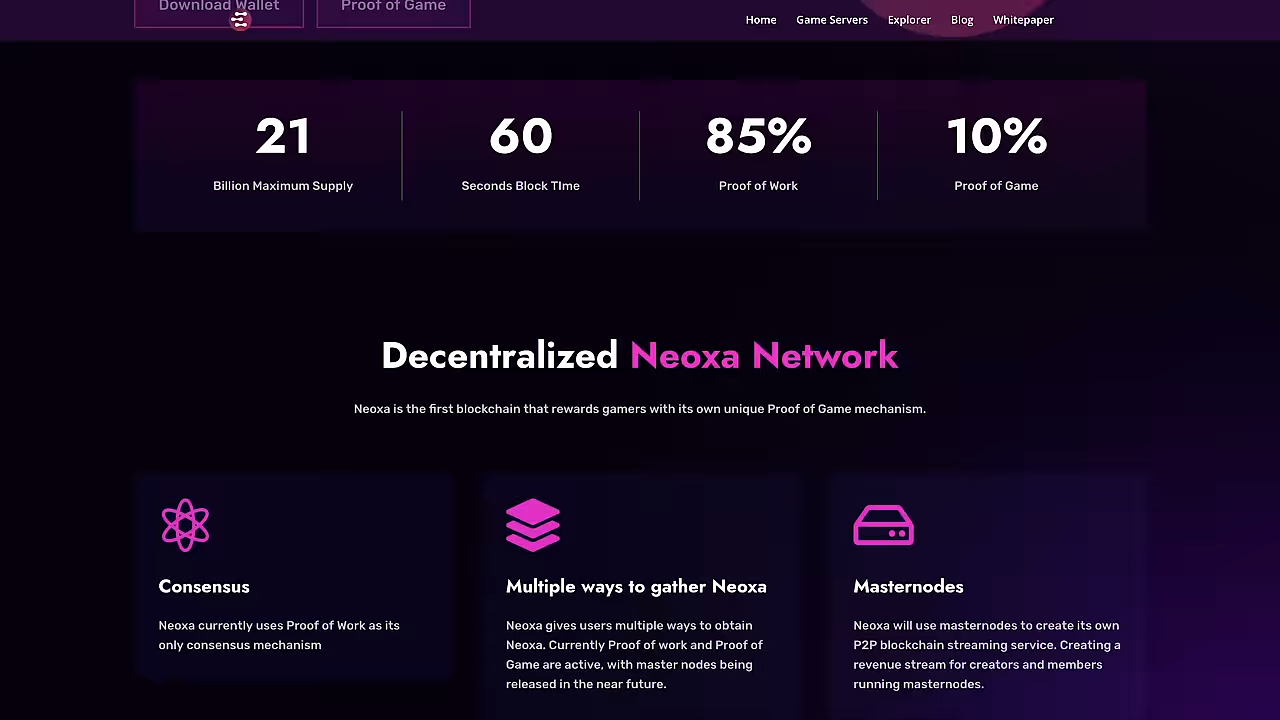 Download Wallet
Proof of Game
Home
Game Servers
Explorer
Blog
Whitepaper
21
60
85%
10%
Billion Maximum Supply
Seconds Block TIme
Proof of Work
Proof of Game
Decentralized Neoxa Network
Neoxa is the first blockchain that rewards gamers with its own unique Proof of Game mechanism.
Consensus
Neoxa currently uses Proof of Work as its
only consensus mechanism
Multiple ways to gather Neoxa
Neoxa gives users multiple ways to obtain
Neoxa. Currently Proof of work and Proof of
Game are active, with master nodes being
released in the near future.
Masternodes
Neoxa will use masternodes to create its own
P2P blockchain streaming service. Creating a
revenue stream for creators and members
running masternodes.